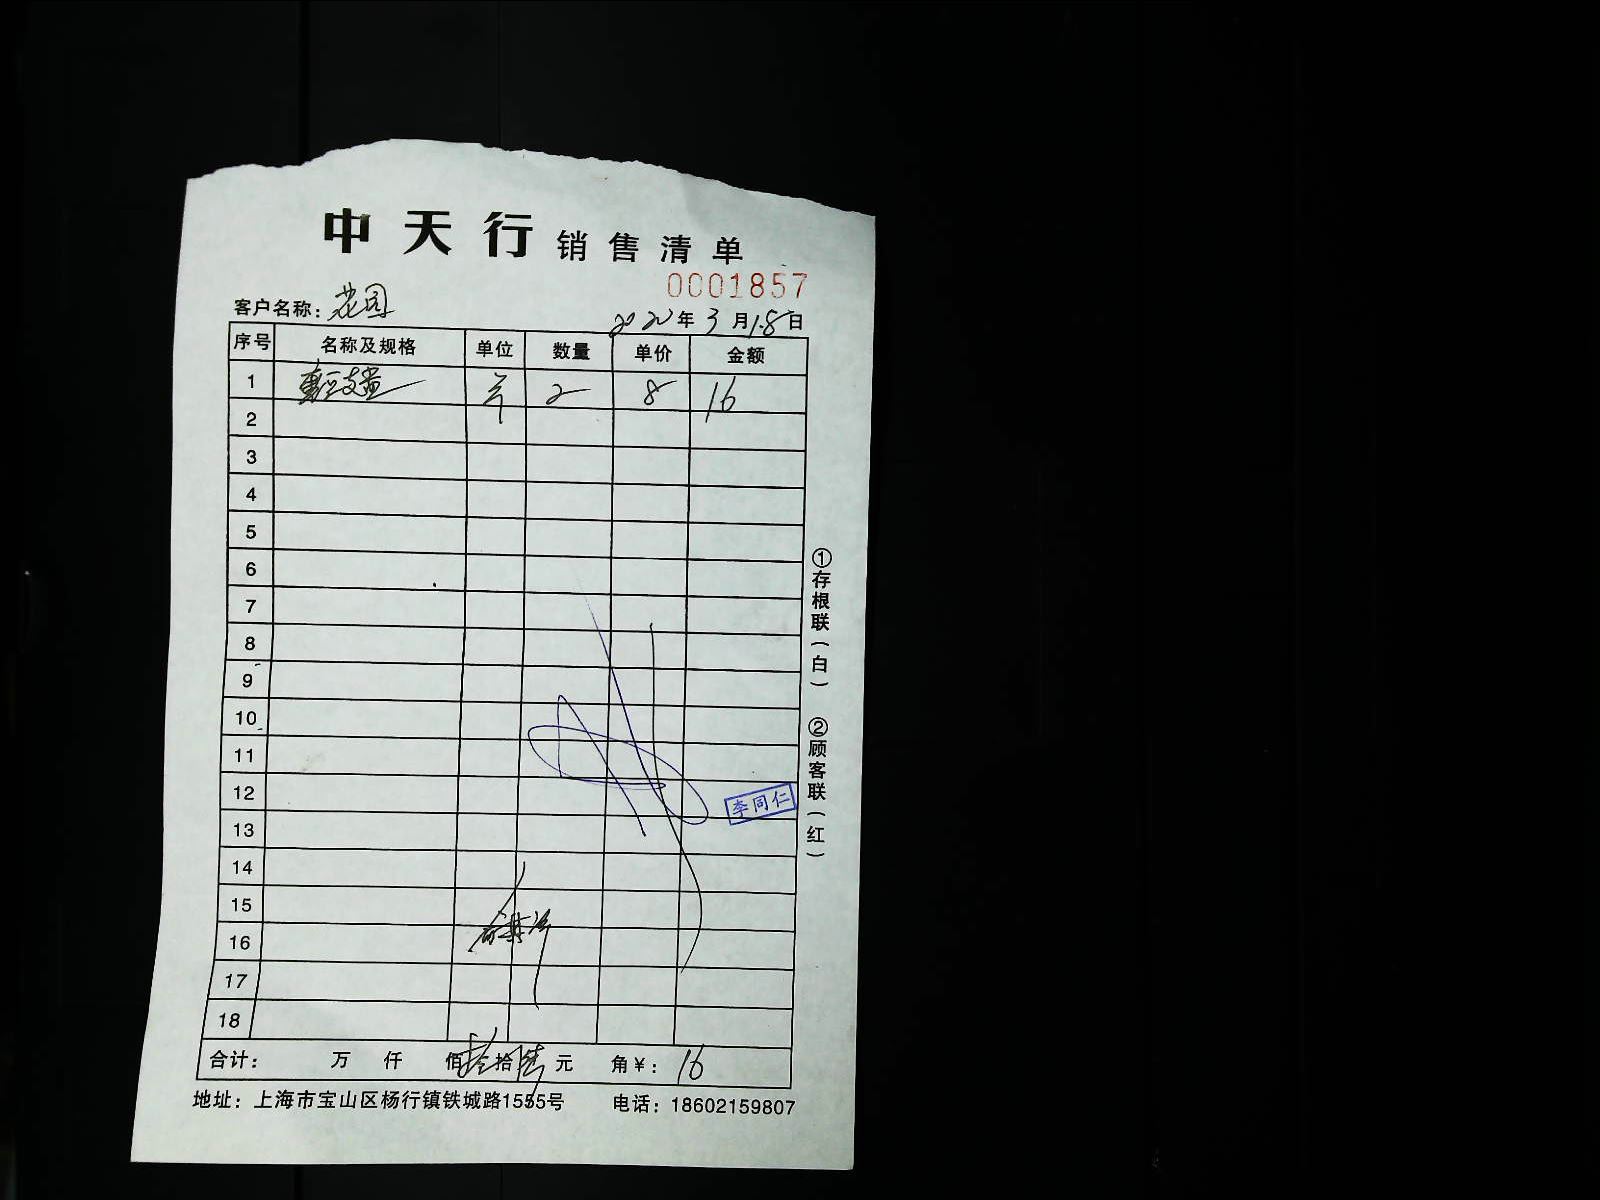 中天行 销售清单
0001857
客户名称：花园
2020年3月18日
序号 名称及规格 单位 数量 单价 金额
1 2 8 16
2
3
4
5
6
7
8
9
10
11
12
李同仁
13
14
15
16
17
18
合计： 万 仟 佰 拾 元 角￥：16
地址：上海市宝山区杨行镇铁城路1555号 电话：18602159807
①存根联（白） ②顾客联（红）